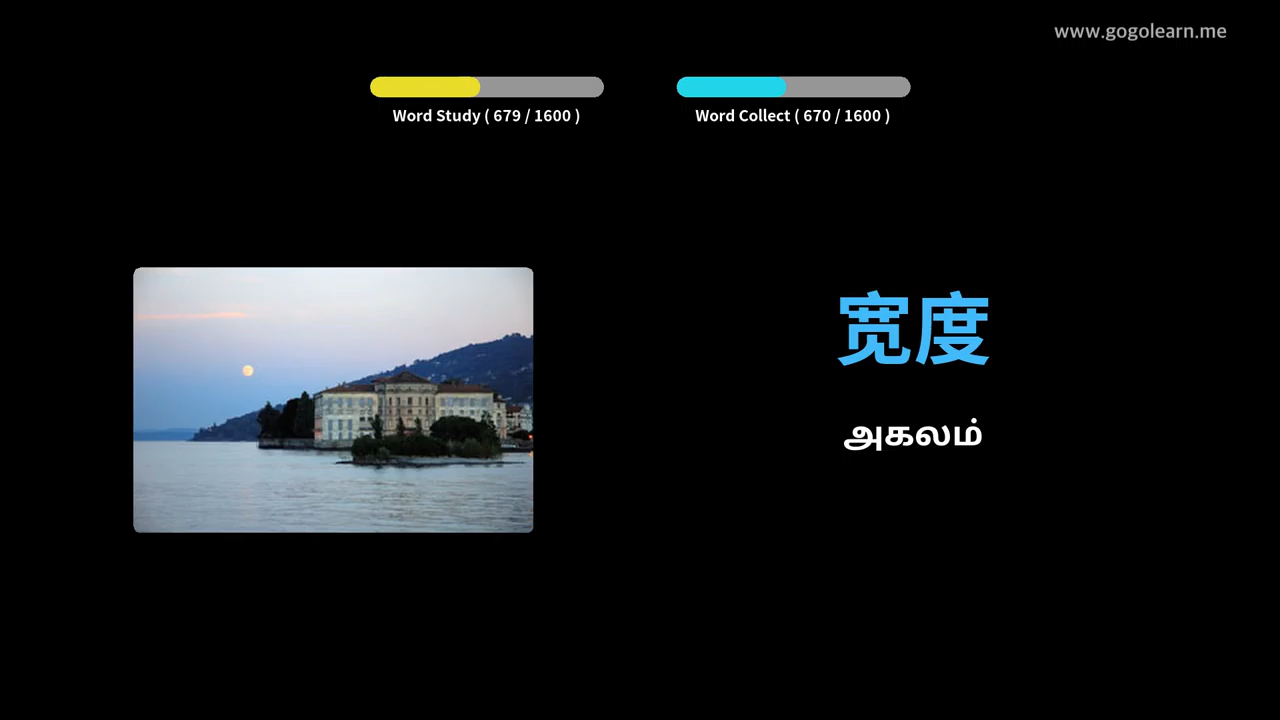 www.gogolearn.me
Word Study ( 679 / 1600 )
Word Collect ( 670 / 1600 )
宽度
அகலம்